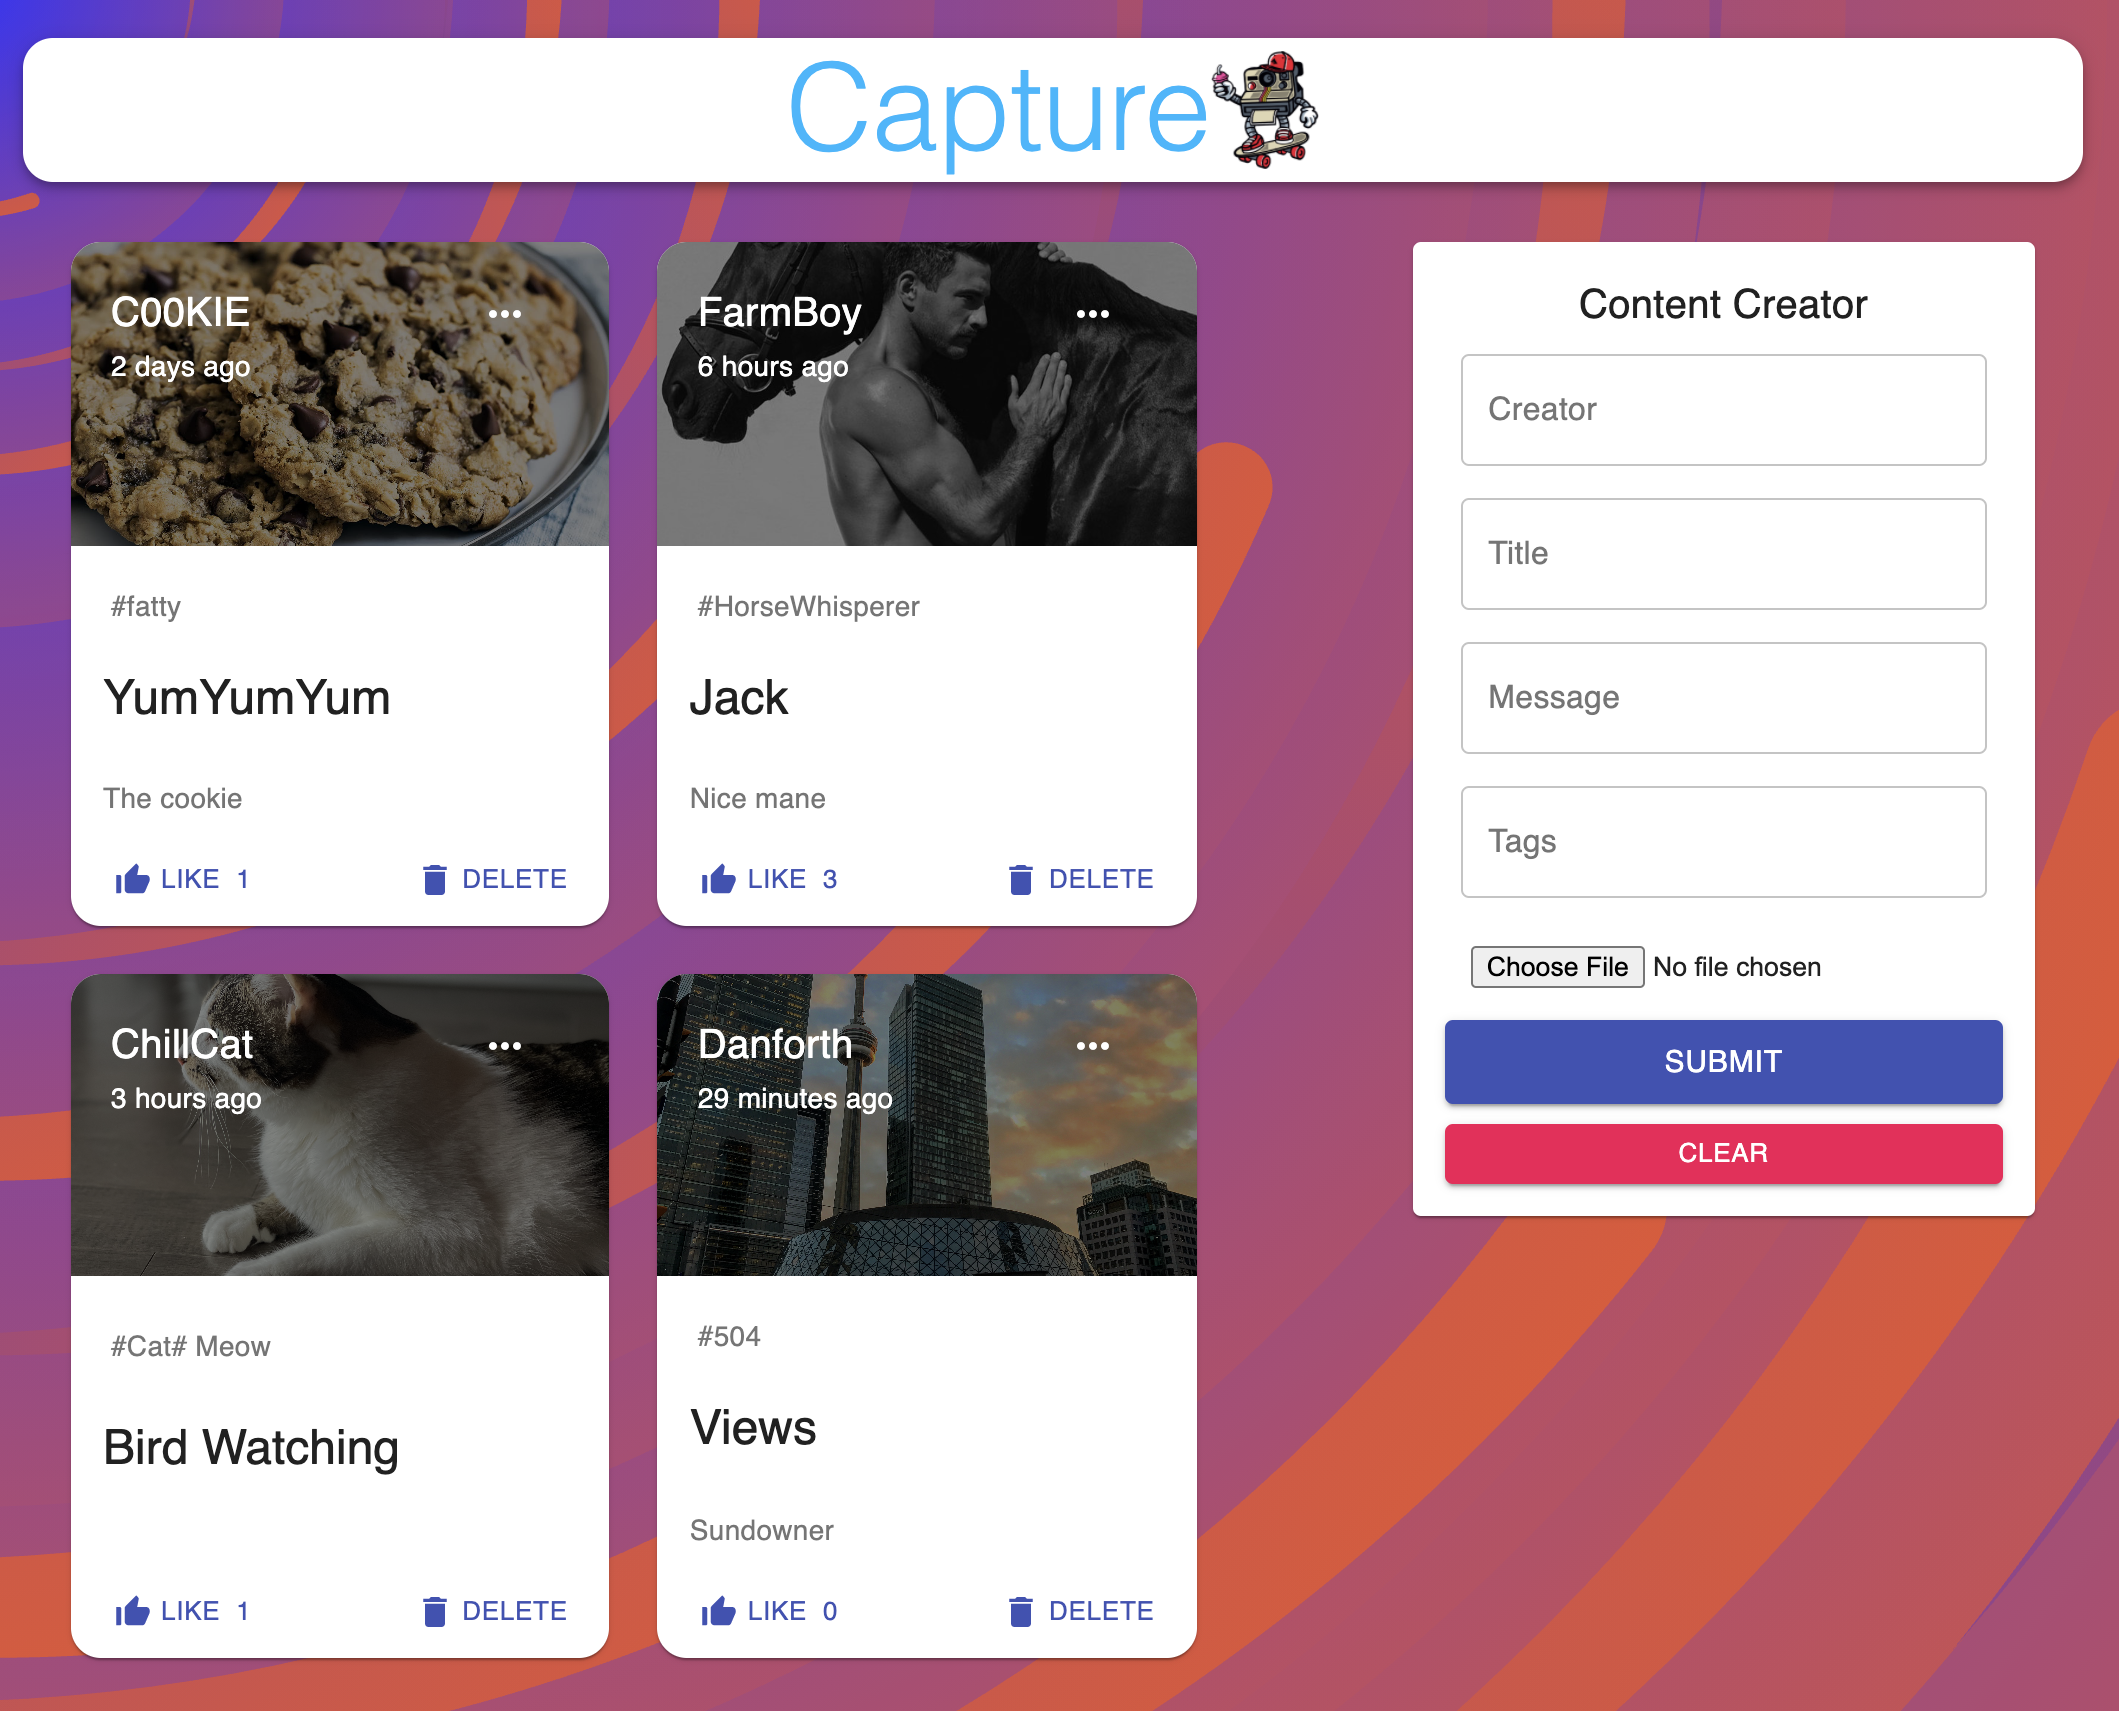 Capture
C00KIE
2 days ago
#fatty
YumYumYum
The cookie
LIKE 1
DELETE
FarmBoy
6 hours ago
#HorseWhisperer
Jack
Nice mane
LIKE 3
DELETE
ChillCat
3 hours ago
#Cat# Meow
Bird Watching
LIKE 1
DELETE
Danforth
29 minutes ago
#504
Views
Sundowner
LIKE 0
DELETE
Content Creator
Creator
Title
Message
Tags
Choose File No file chosen
SUBMIT
CLEAR